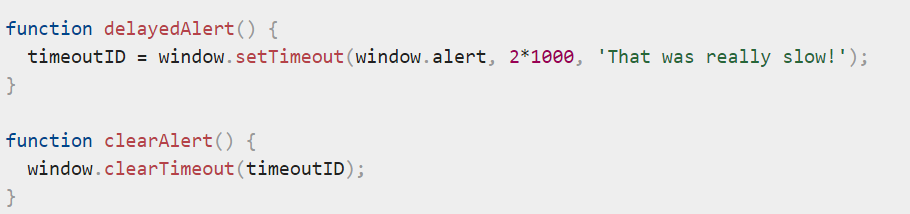 function delayedAlert() {
  timeoutID = window.setTimeout(window.alert, 2*1000, 'That was really slow!');
}

function clearAlert() {
  window.clearTimeout(timeoutID);
}